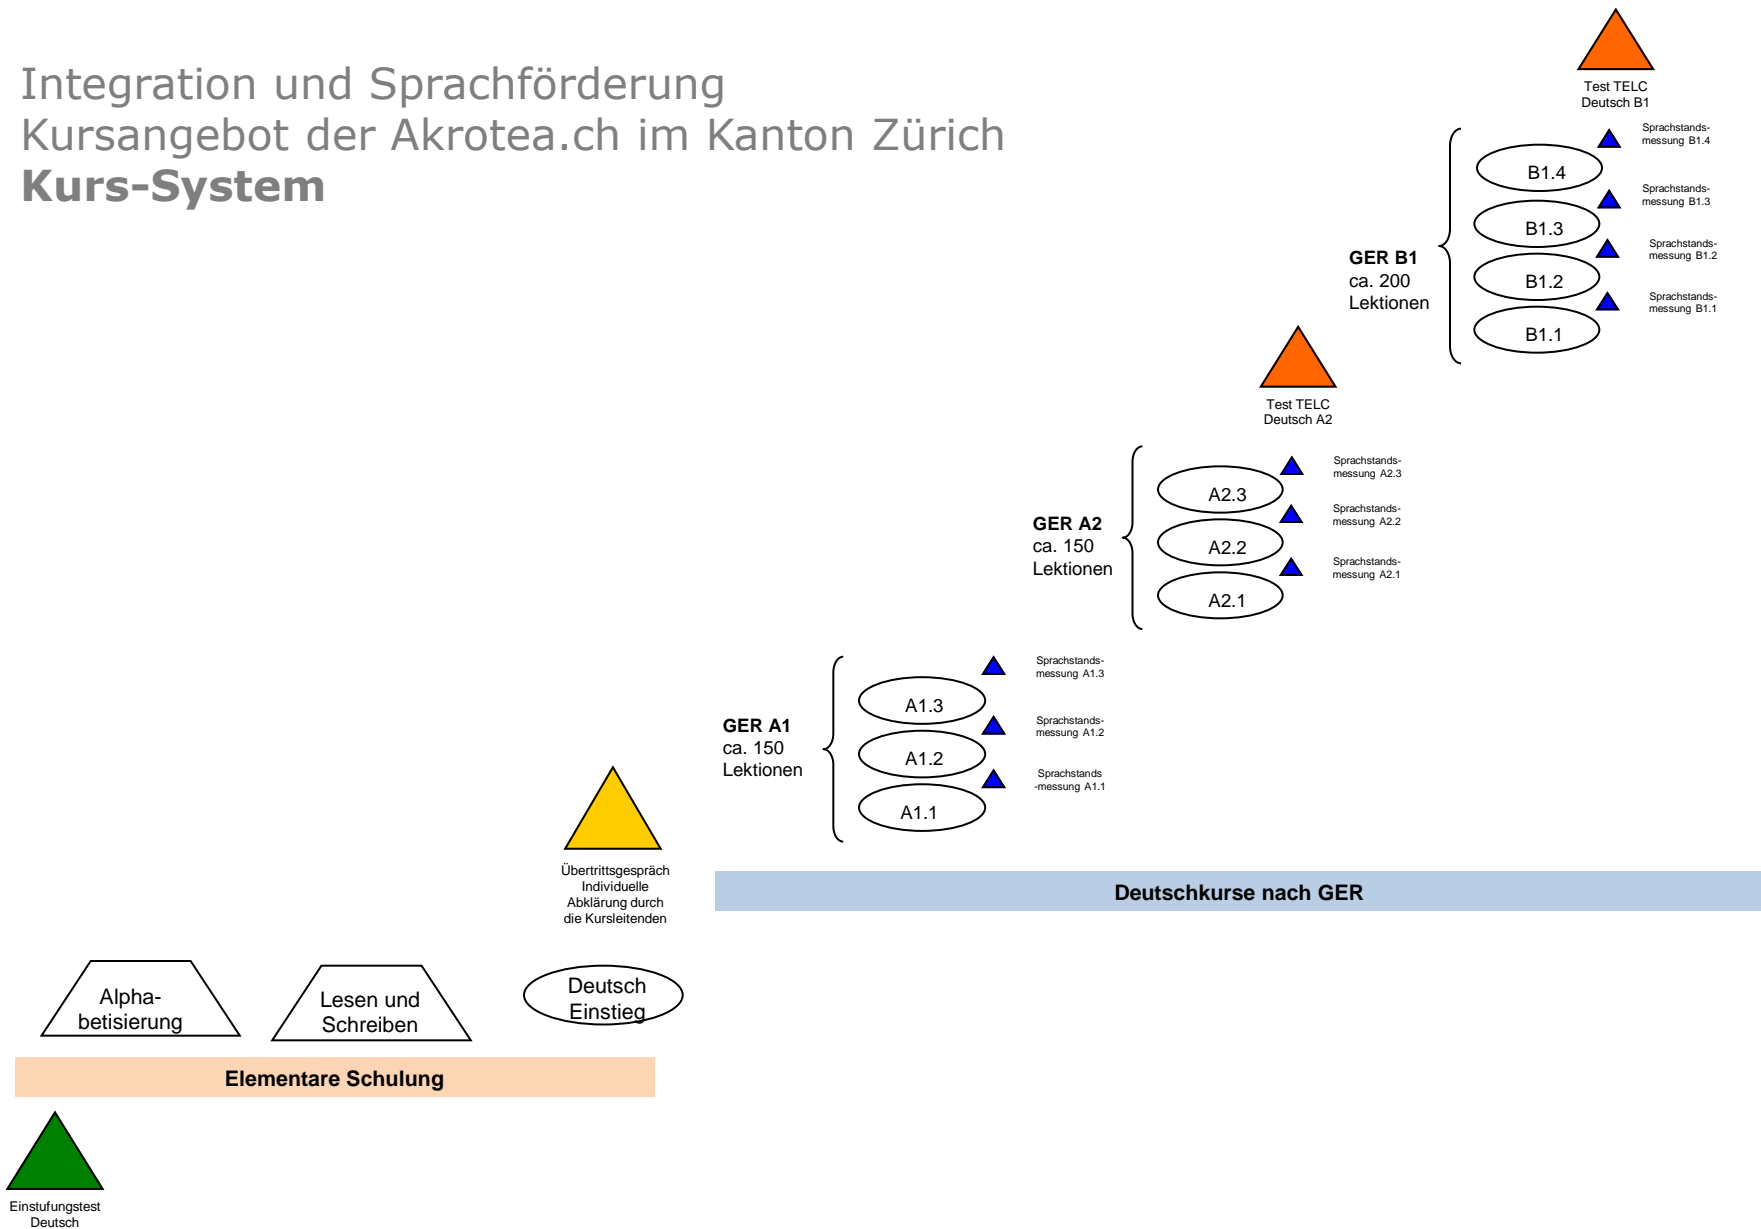 Integration und Sprachförderung
Kursangebot der Akrotea.ch im Kanton Zürich
Kurs-System
Test TELC
Deutsch B1
GER B1
ca. 200
Lektionen
B1.4
B1.3
B1.2
B1.1
Sprachstands-
messung B1.4
Sprachstands-
messung B1.3
Sprachstands-
messung B1.2
Sprachstands-
messung B1.1
Test TELC
Deutsch A2
GER A2
ca. 150
Lektionen
A2.3
A2.2
A2.1
Sprachstands-
messung A2.3
Sprachstands-
messung A2.2
Sprachstands-
messung A2.1
GER A1
ca. 150
Lektionen
A1.3
A1.2
A1.1
Sprachstands-
messung A1.3
Sprachstands-
messung A1.2
Sprachstands
-messung A1.1
Übertrittsgespräch
Individuelle
Abklärung durch
die Kursleitenden
Deutschkurse nach GER
Alpha-
betisierung
Lesen und
Schreiben
Deutsch
Einstieg
Elementare Schulung
Einstufungstest
Deutsch